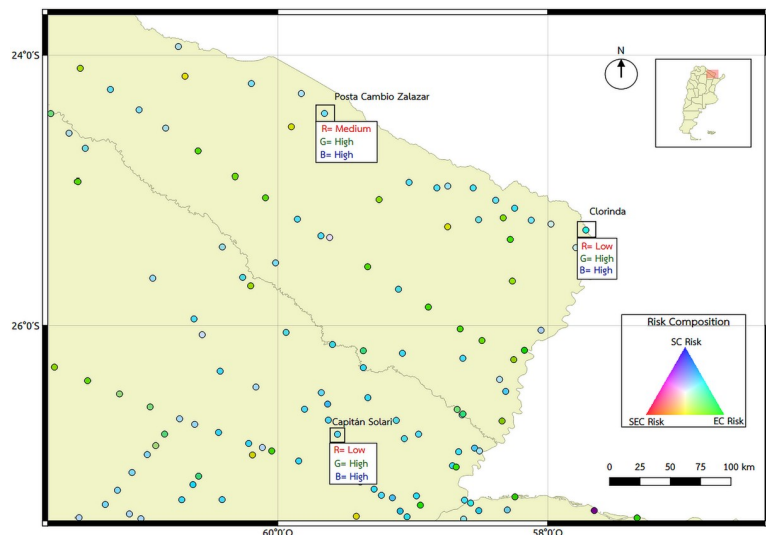 24°0'S
N
Posta Cambio Zalazar
R= Medium
G= High
B= High
Clorinda
R= Low
G= High
B= High
26°0'S
Risk Composition
SC Risk
SEC Risk
EC Risk
Capitán Solari
R= Low
G= High
B= High
0 25 50 75 100 km
60°0'O
58°0'O